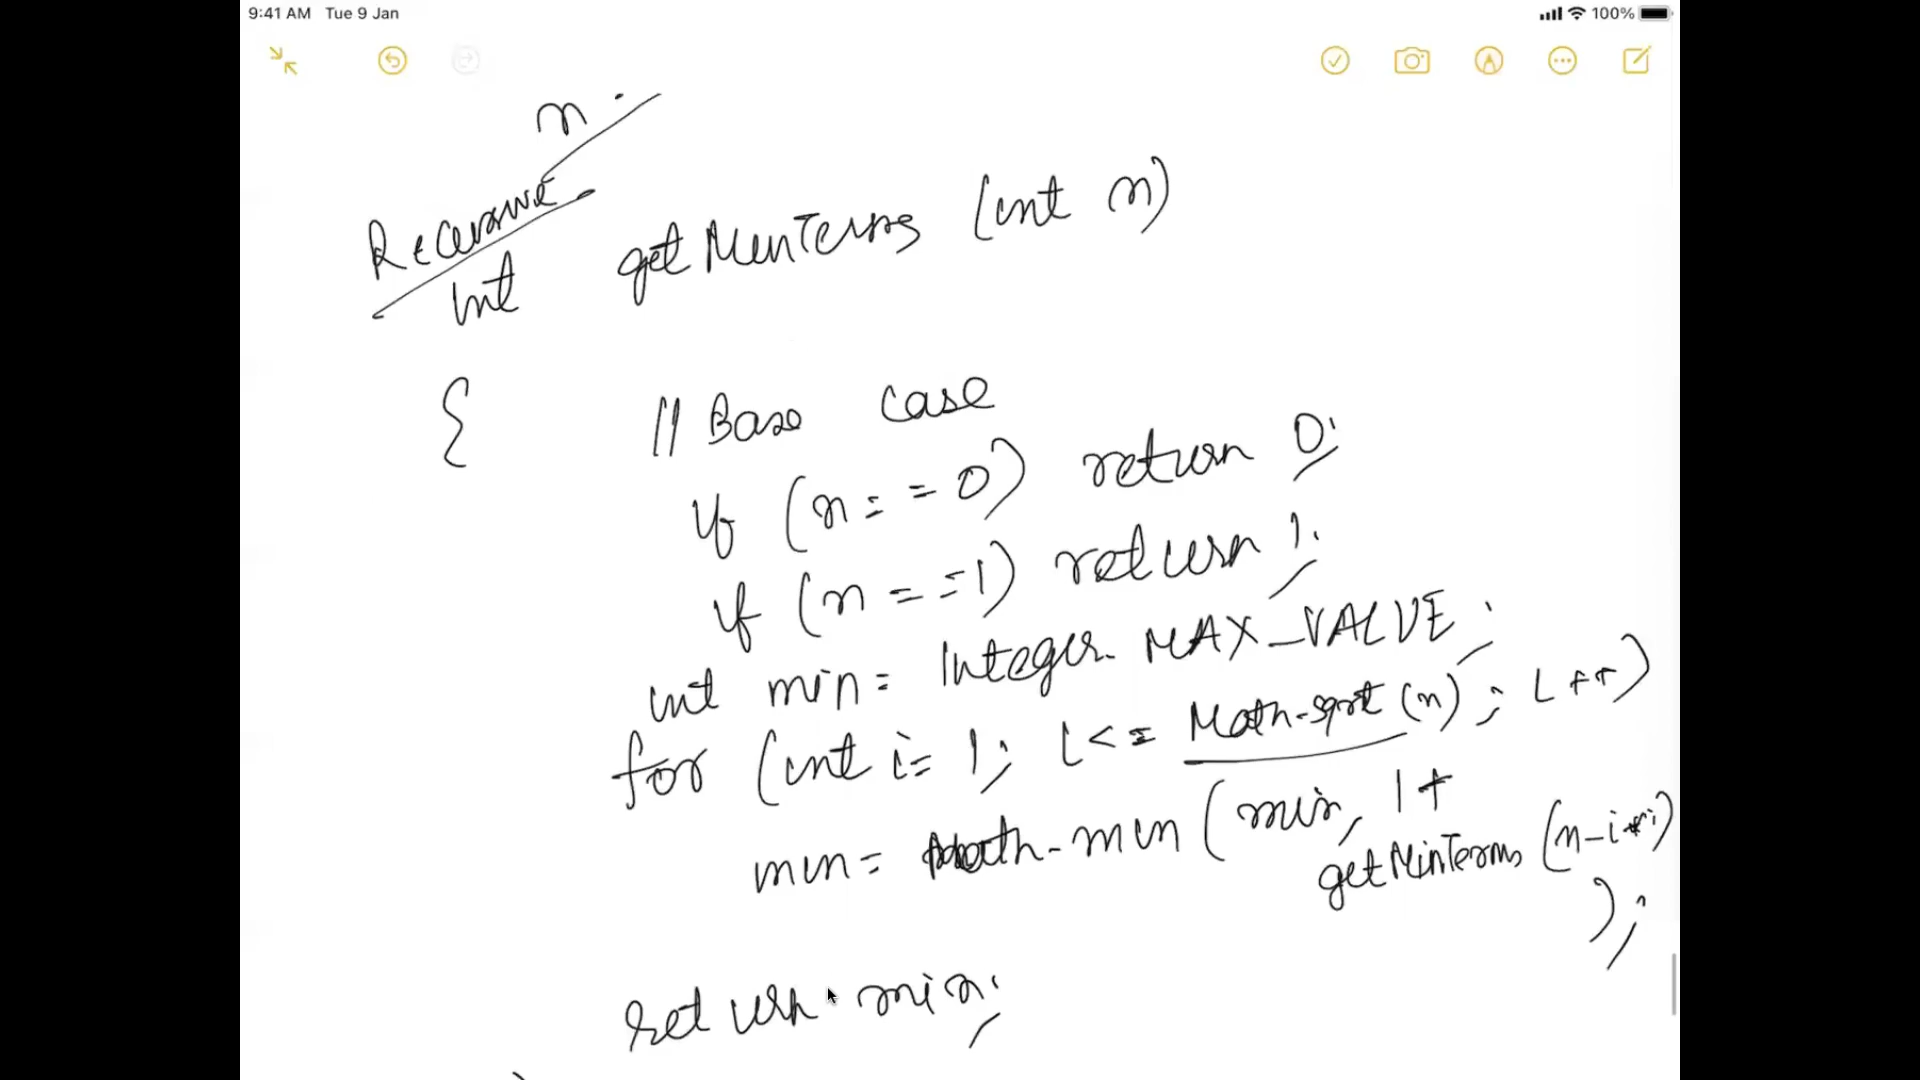 9:41 AM Tue 9 Jan
100%
n.
Recursive
int getMinTerms (int n)
{
// Base case
if (n == 0) return 0;
if (n == 1) return 1;
int min = Integer.MAX_VALUE;
for (int i = 1; i <= Math.sqrt(n); i++)
min = Math.min(min, 1 +
getMinTerms (n-i*i)
);
return min;